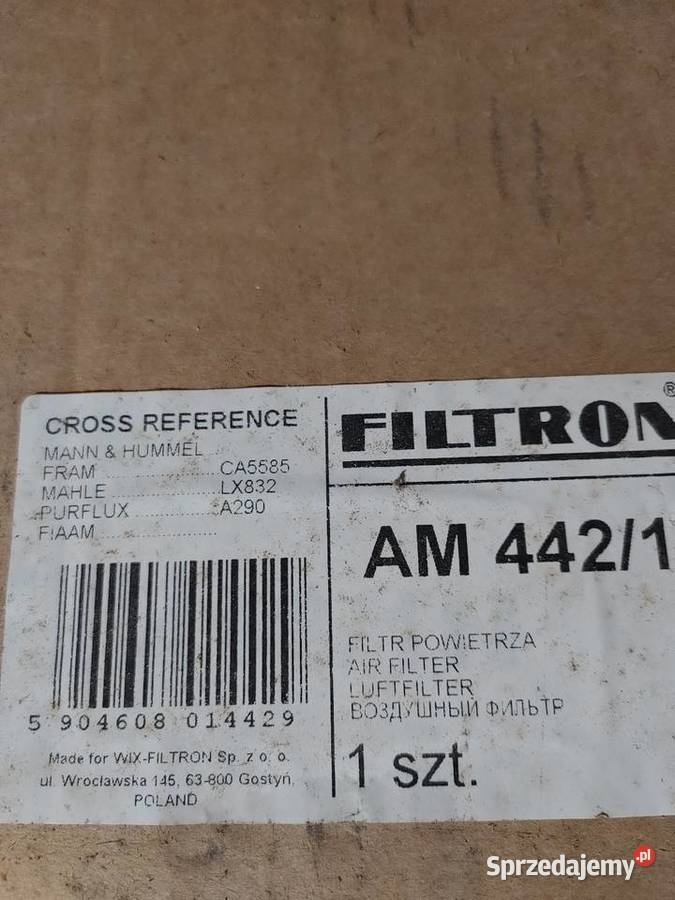 CROSS REFERENCE
MANN & HUMMEL
FRAM CA5585
MAHLE LX832
PURFLUX A290
FIAAM
5 904608 014429
Made for WIX-FILTRON Sp. z o. o.
ul. Wrocławska 145, 63-800 Gostyń,
POLAND
FILTRON®
AM 442/1
FILTR POWIETRZA
AIR FILTER
LUFTFILTER
ВОЗДУШНЫЙ ФИЛЬТР
1 szt.
Sprzedajemy.pl